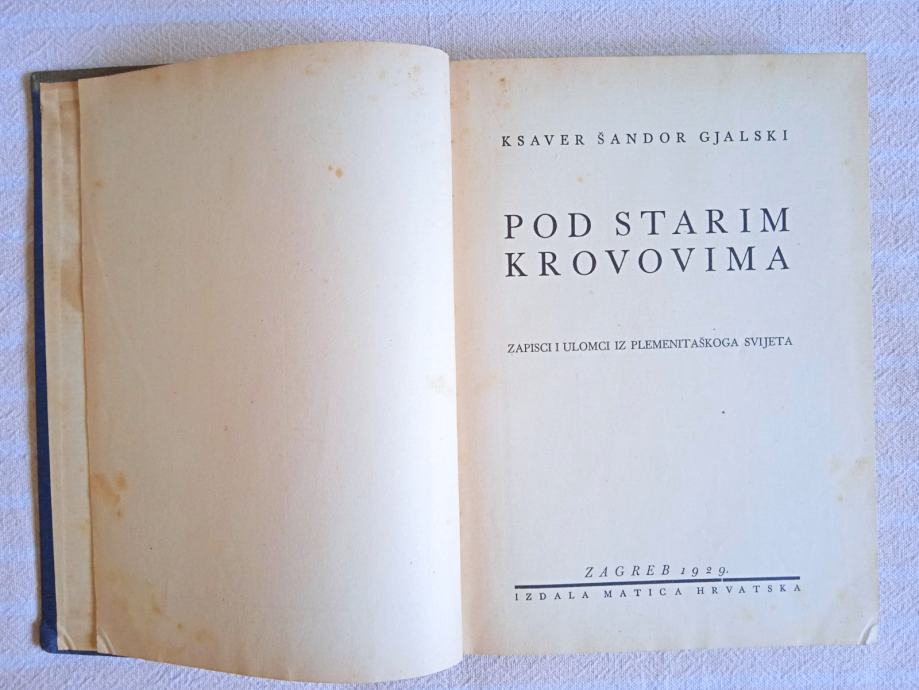 KSAVER ŠANDOR GJALSKI
POD STARIM
KROVOVIMA
ZAPISCI I ULOMCI IZ PLEMENITAŠKOGA SVIJETA
ZAGREB 1929.
IZDALA MATICA HRVATSKA